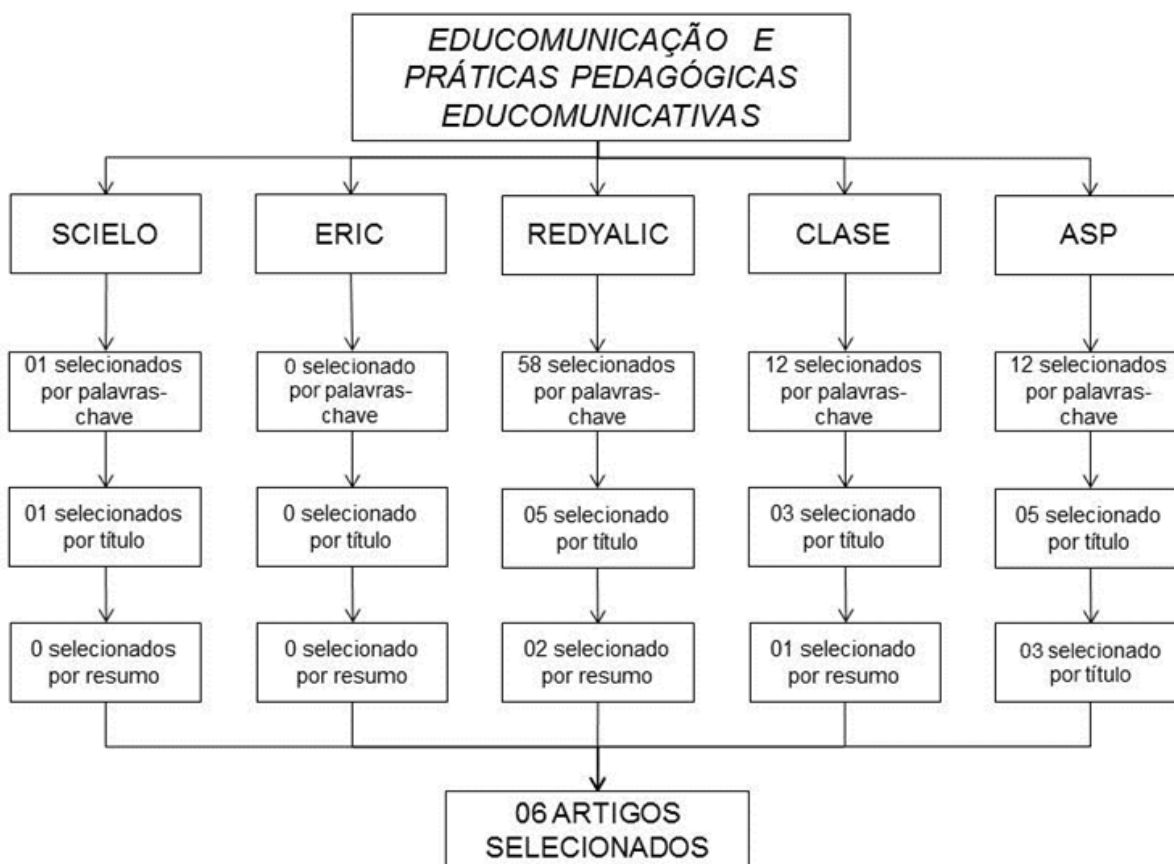 EDUCOMUNICAÇÃO E
PRÁTICAS PEDAGÓGICAS
EDUCOMUNICATIVAS
SCIELO
ERIC
REDYALIC
CLASE
ASP
01 selecionados
por palavras-
chave
0 selecionado
por palavras-
chave
58 selecionados
por palavras-
chave
12 selecionados
por palavras-
chave
12 selecionados
por palavras-
chave
01 selecionados
por título
0 selecionado
por título
05 selecionado
por título
03 selecionado
por título
05 selecionado
por título
0 selecionados
por resumo
0 selecionado
por resumo
02 selecionado
por resumo
01 selecionado
por resumo
03 selecionado
por título
06 ARTIGOS
SELECIONADOS